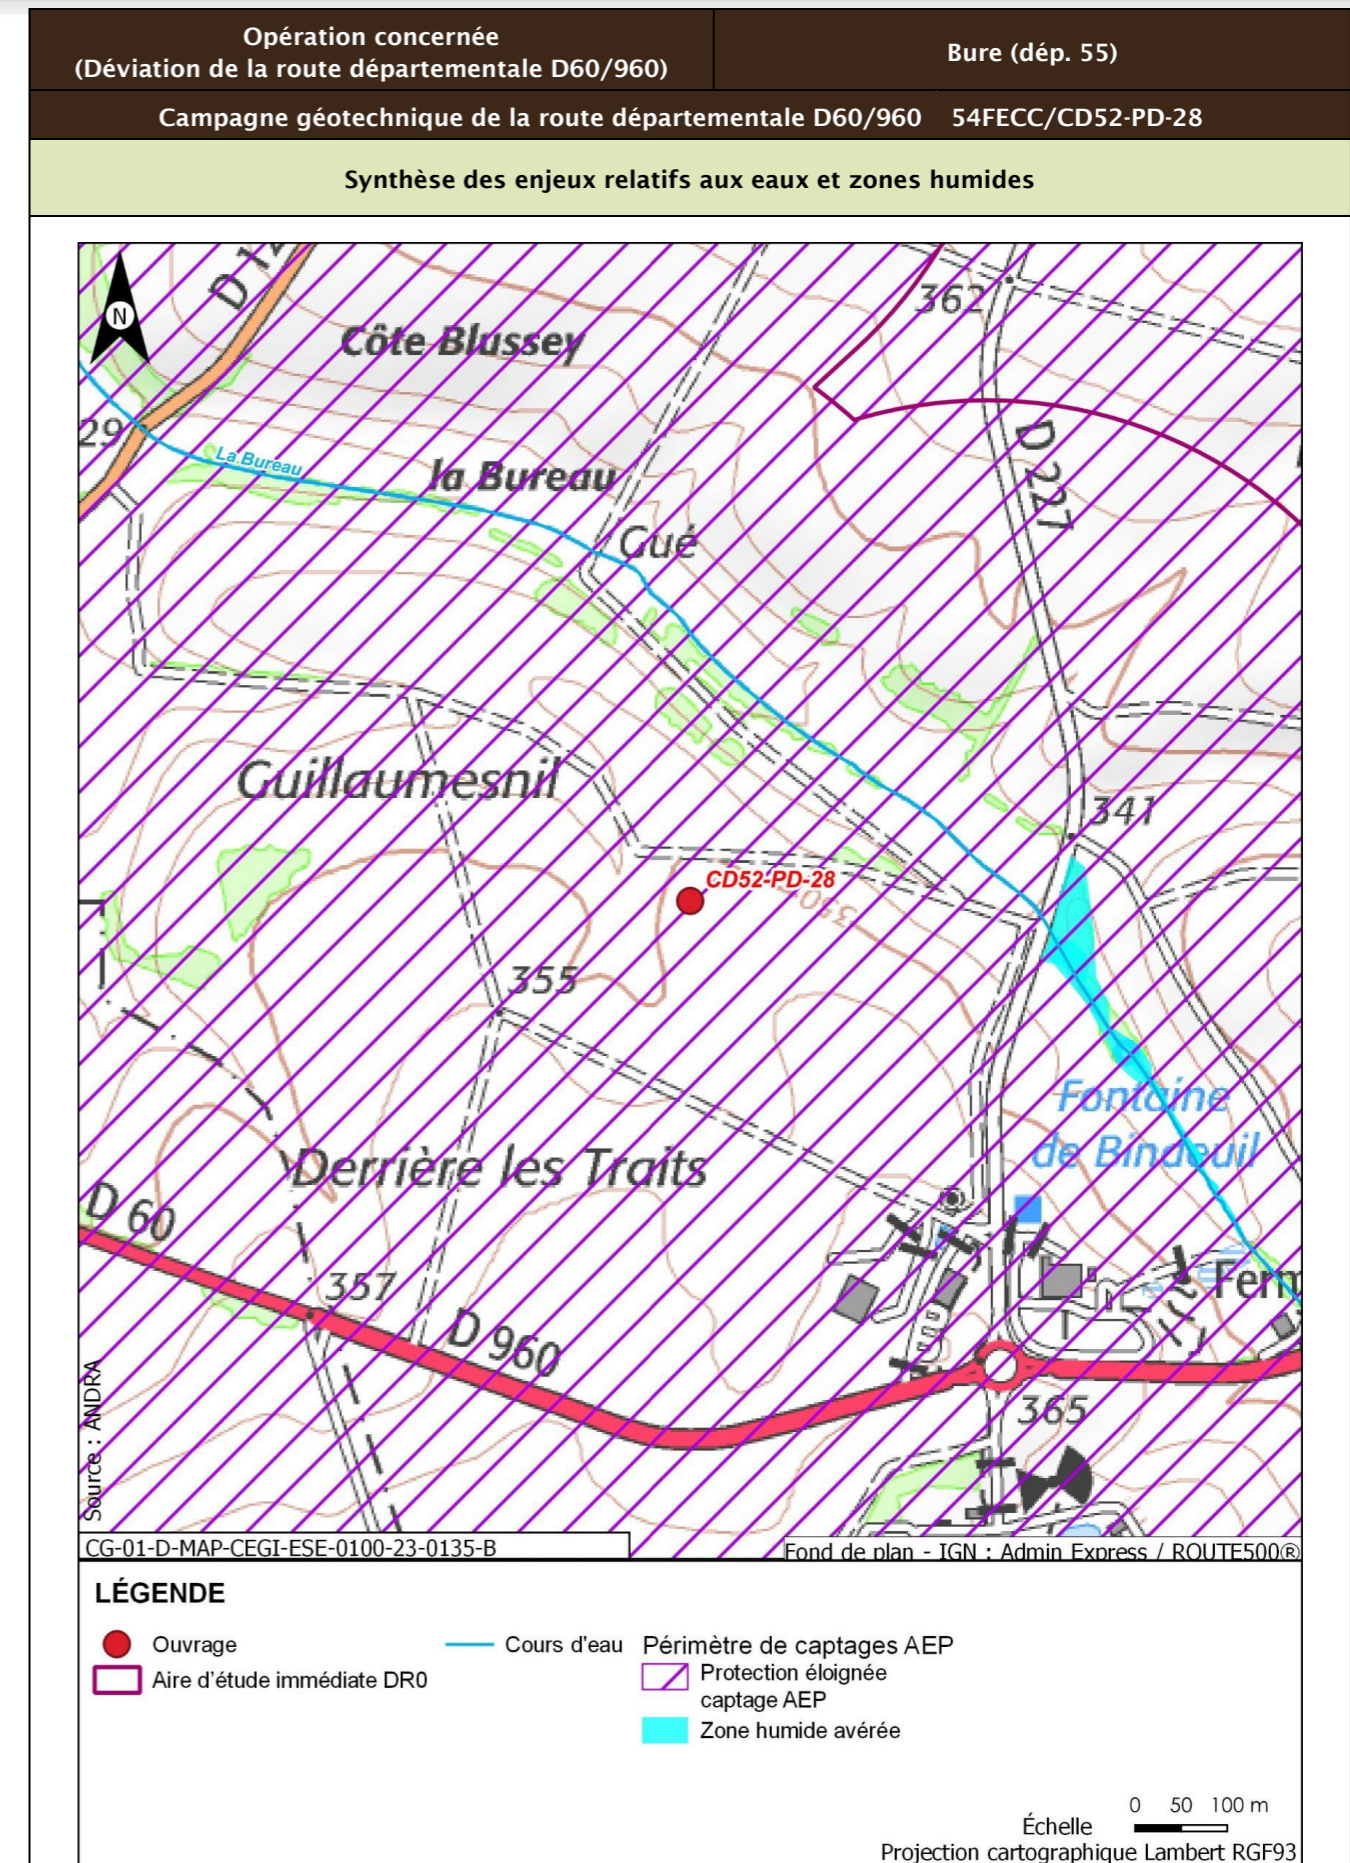 Opération concernée
(Déviation de la route départementale D60/960)
Bure (dép. 55)
Campagne géotechnique de la route départementale D60/960 54FECC/CD52-PD-28
Synthèse des enjeux relatifs aux eaux et zones humides
N
D 12
362
Côte Blussey
29
La Bureau
la Bureau
D 227
Gué
Guillaumesnil
341
CD52-PD-28
350
355
Fontaine
de Bindeuil
Derrière les Traits
D 60
357
D 960
Ferm
365
Source : ANDRA
CG-01-D-MAP-CEGI-ESE-0100-23-0135-B
Fond de plan - IGN : Admin Express / ROUTE500®
LÉGENDE
Ouvrage
Cours d'eau
Périmètre de captages AEP
Aire d'étude immédiate DR0
Protection éloignée
captage AEP
Zone humide avérée
0 50 100 m
Échelle
Projection cartographique Lambert RGF93